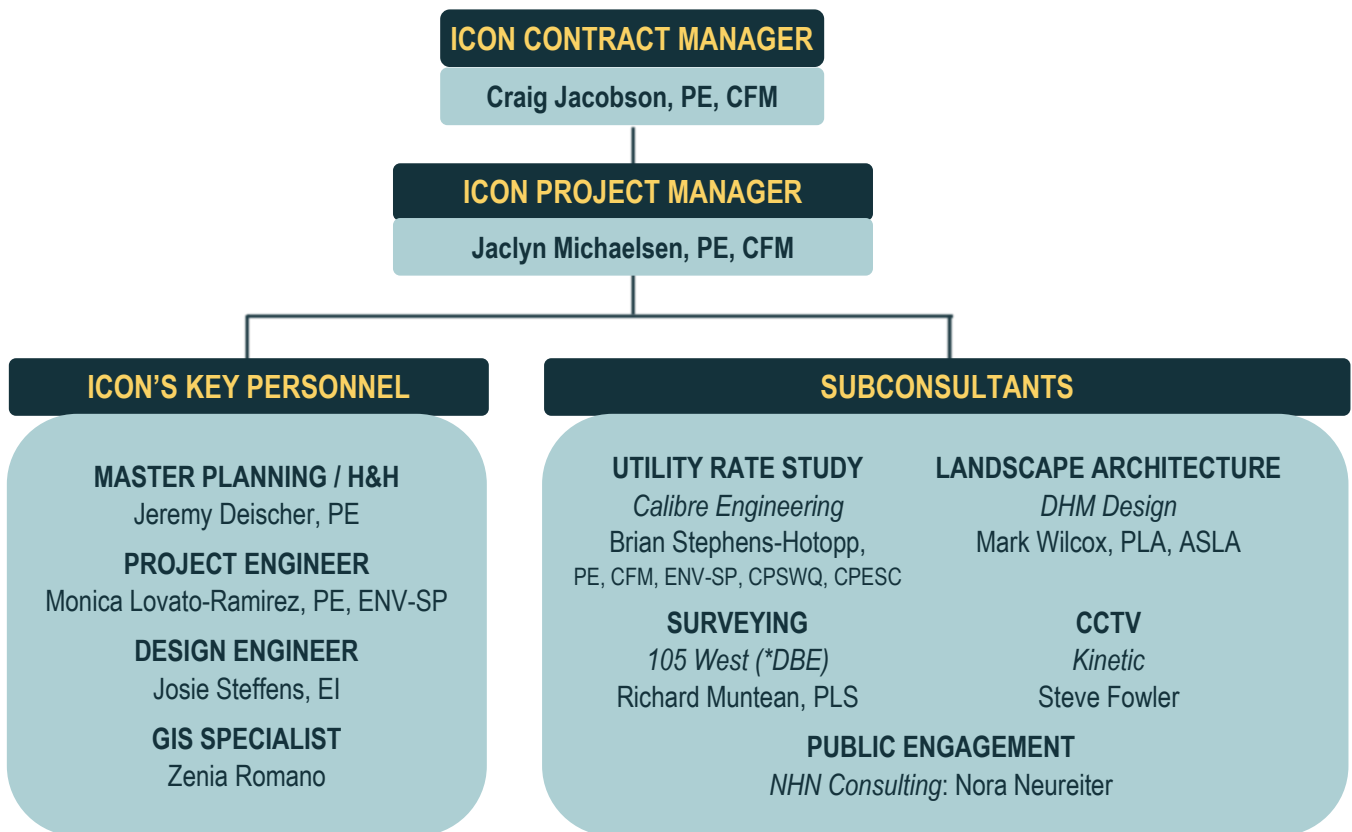 ICON CONTRACT MANAGER
Craig Jacobson, PE, CFM
ICON PROJECT MANAGER
Jaclyn Michaelsen, PE, CFM
ICON'S KEY PERSONNEL
MASTER PLANNING / H&H
Jeremy Deischer, PE
PROJECT ENGINEER
Monica Lovato-Ramirez, PE, ENV-SP
DESIGN ENGINEER
Josie Steffens, EI
GIS SPECIALIST
Zenia Romano
SUBCONSULTANTS
UTILITY RATE STUDY
Calibre Engineering
Brian Stephens-Hotopp,
PE, CFM, ENV-SP, CPSWQ, CPESC
LANDSCAPE ARCHITECTURE
DHM Design
Mark Wilcox, PLA, ASLA
SURVEYING
105 West (*DBE)
Richard Muntean, PLS
CCTV
Kinetic
Steve Fowler
PUBLIC ENGAGEMENT
NHN Consulting: Nora Neureiter